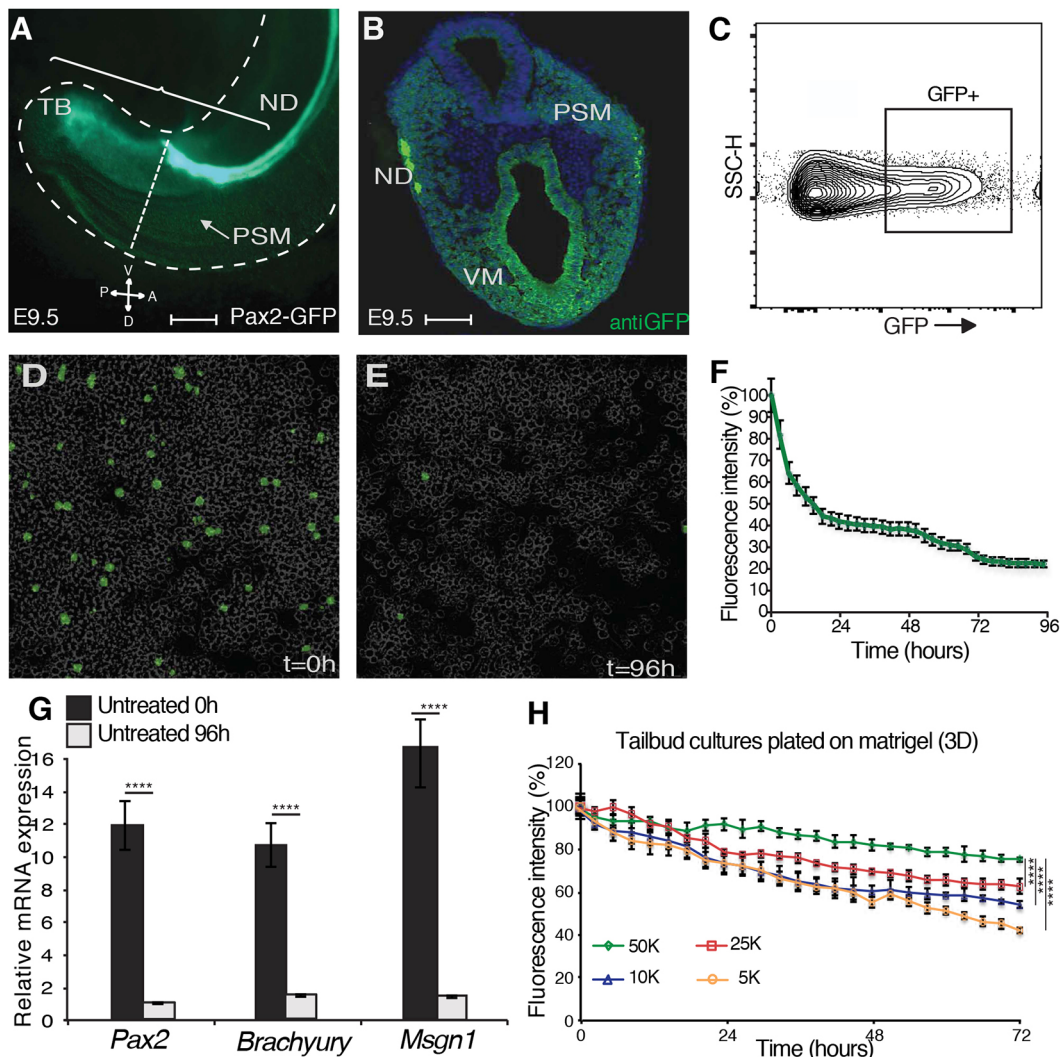 A
TB
ND
PSM
V
P
A
D
E9.5
Pax2-GFP
B
PSM
ND
VM
E9.5
antiGFP
C
SSC-H
GFP+
GFP
D
t=0h
E
t=96h
F
Fluorescence intensity (%)
100
90
80
70
60
50
40
30
20
10
0
0 24 48 72 96
Time (hours)
G
Untreated 0h
Untreated 96h
Relative mRNA expression
16
14
12
10
8
6
4
2
0
****
****
****
Pax2 Brachyury Msgn1
H
Tailbud cultures plated on matrigel (3D)
Fluorescence intensity (%)
120
100
80
60
40
20
0
50K 25K
10K 5K
****
****
****
0 24 48 72
Time (hours)